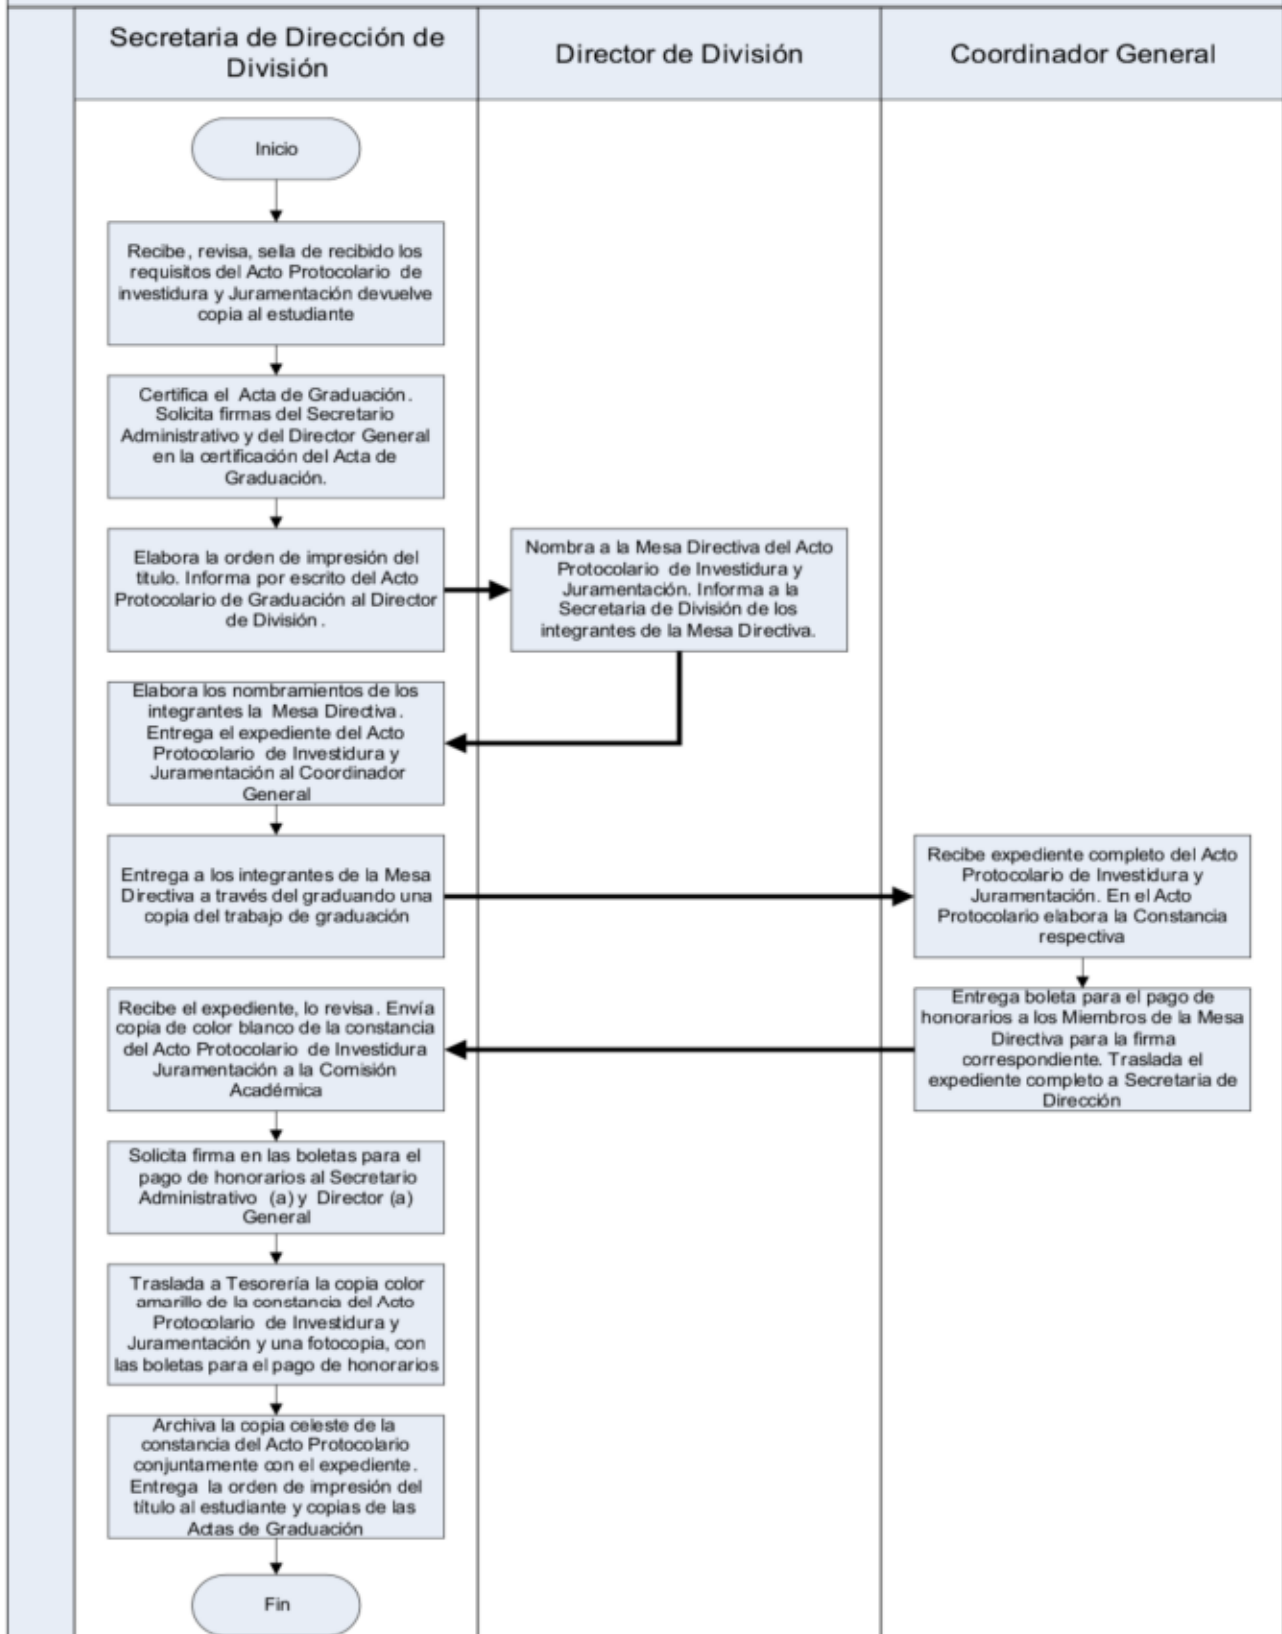 Secretaria de Dirección de
División
Director de División
Coordinador General
Inicio
Recibe, revisa, sella de recibido los
requisitos del Acto Protocolario de
investidura y Juramentación devuelve
copia al estudiante
Certifica el Acta de Graduación.
Solicita firmas del Secretario
Administrativo y del Director General
en la certificación del Acta de
Graduación.
Elabora la orden de impresión del
titulo. Informa por escrito del Acto
Protocolario de Graduación al Director
de División.
Nombra a la Mesa Directiva del Acto
Protocolario de Investidura y
Juramentación. Informa a la
Secretaria de División de los
integrantes de la Mesa Directiva.
Elabora los nombramientos de los
integrantes la Mesa Directiva.
Entrega el expediente del Acto
Protocolario de Investidura y
Juramentación al Coordinador
General
Entrega a los integrantes de la Mesa
Directiva a través del graduando una
copia del trabajo de graduación
Recibe expediente completo del Acto
Protocolario de Investidura y
Juramentación. En el Acto
Protocolario elabora la Constancia
respectiva
Entrega boleta para el pago de
honorarios a los Miembros de la Mesa
Directiva para la firma
correspondiente. Traslada el
expediente completo a Secretaria de
Dirección
Recibe el expediente, lo revisa. Envía
copia de color blanco de la constancia
del Acto Protocolario de Investidura
Juramentación a la Comisión
Académica
Solicita firma en las boletas para el
pago de honorarios al Secretario
Administrativo (a) y Director (a)
General
Traslada a Tesorería la copia color
amarillo de la constancia del Acto
Protocolario de Investidura y
Juramentación y una fotocopia, con
las boletas para el pago de honorarios
Archiva la copia celeste de la
constancia del Acto Protocolario
conjuntamente con el expediente.
Entrega la orden de impresión del
título al estudiante y copias de las
Actas de Graduación
Fin